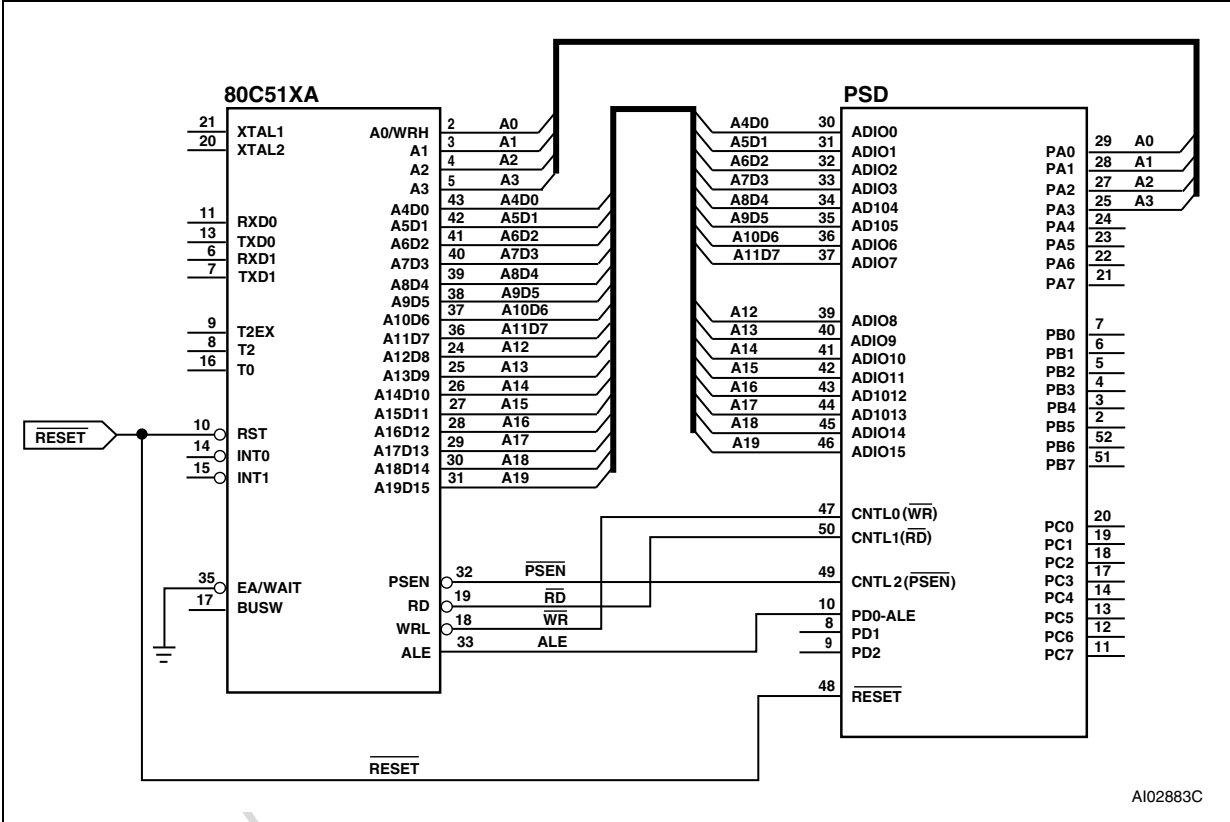 80C51XA
21 XTAL1
20 XTAL2
11 RXD0
13 TXD0
6 RXD1
7 TXD1
9 T2EX
8 T2
16 T0
RESET
10 RST
14 INT0
15 INT1
35 EA/WAIT
17 BUSW
A0/WRH 2 A0
A1 3 A1
A2 4 A2
A3 5 A3
A4D0 43 A4D0
A5D1 42 A5D1
A6D2 41 A6D2
A7D3 40 A7D3
A8D4 39 A8D4
A9D5 38 A9D5
A10D6 37 A10D6
A11D7 36 A11D7
A12D8 24 A12
A13D9 25 A13
A14D10 26 A14
A15D11 27 A15
A16D12 28 A16
A17D13 29 A17
A18D14 30 A18
A19D15 31 A19
PSEN 32 PSEN
RD 19 RD
WRL 18 WR
ALE 33 ALE
RESET
PSD
A4D0 30 ADIO0
A5D1 31 ADIO1
A6D2 32 ADIO2
A7D3 33 ADIO3
A8D4 34 AD104
A9D5 35 AD105
A10D6 36 ADIO6
A11D7 37 ADIO7
A12 39 ADIO8
A13 40 ADIO9
A14 41 ADIO10
A15 42 ADIO11
A16 43 AD1012
A17 44 AD1013
A18 45 ADIO14
A19 46 ADIO15
47 CNTL0(WR)
50 CNTL1(RD)
49 CNTL 2(PSEN)
10 PD0-ALE
8 PD1
9 PD2
48 RESET
PA0 29 A0
PA1 28 A1
PA2 27 A2
PA3 25 A3
PA4 24
PA5 23
PA6 22
PA7 21
PB0 7
PB1 6
PB2 5
PB3 4
PB4 3
PB5 2
PB6 52
PB7 51
PC0 20
PC1 19
PC2 18
PC3 17
PC4 14
PC5 13
PC6 12
PC7 11
AI02883C